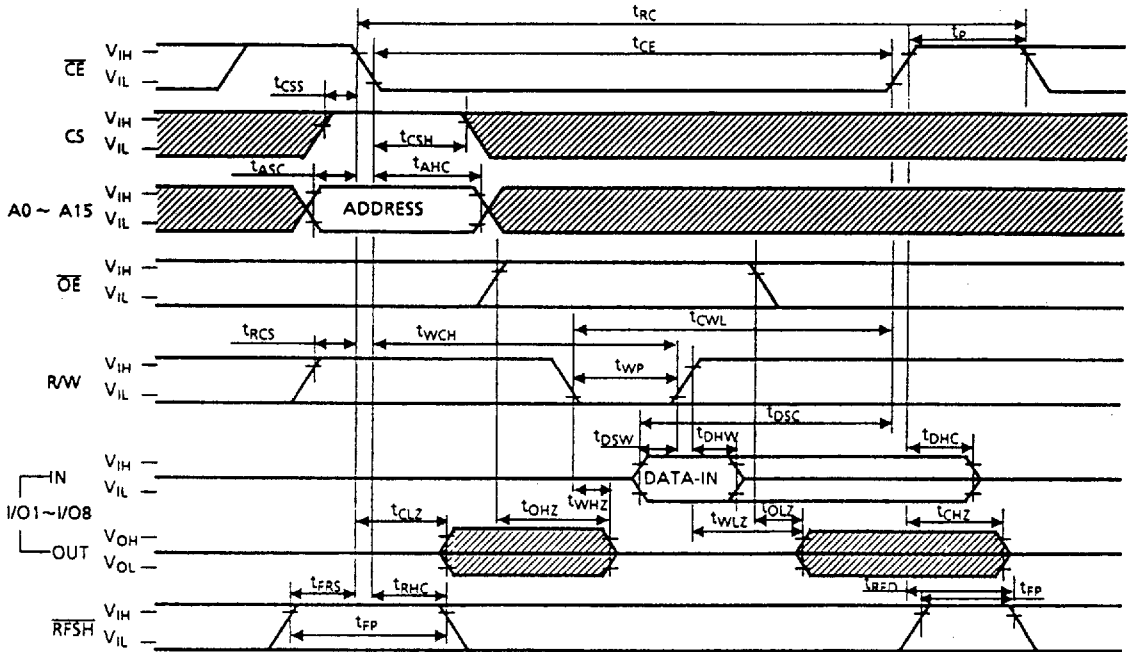 tRC
tCE
tP
CE
VIH
VIL
tCSS
CS
VIH
VIL
tCSH
tASC
tAHC
A0 ~ A15
VIH
VIL
ADDRESS
OE
VIH
VIL
tCWL
tRCS
tWCH
R/W
VIH
VIL
tWP
tDSC
tDSW
tDHW
tDHC
IN
VIH
VIL
DATA-IN
I/O1~I/O8
tWHZ
tCLZ
tOHZ
tWLZ
tOLZ
tCHZ
OUT
VOH
VOL
tFRS
tRHC
tRFD
tFP
RFSH
VIH
VIL
tFP